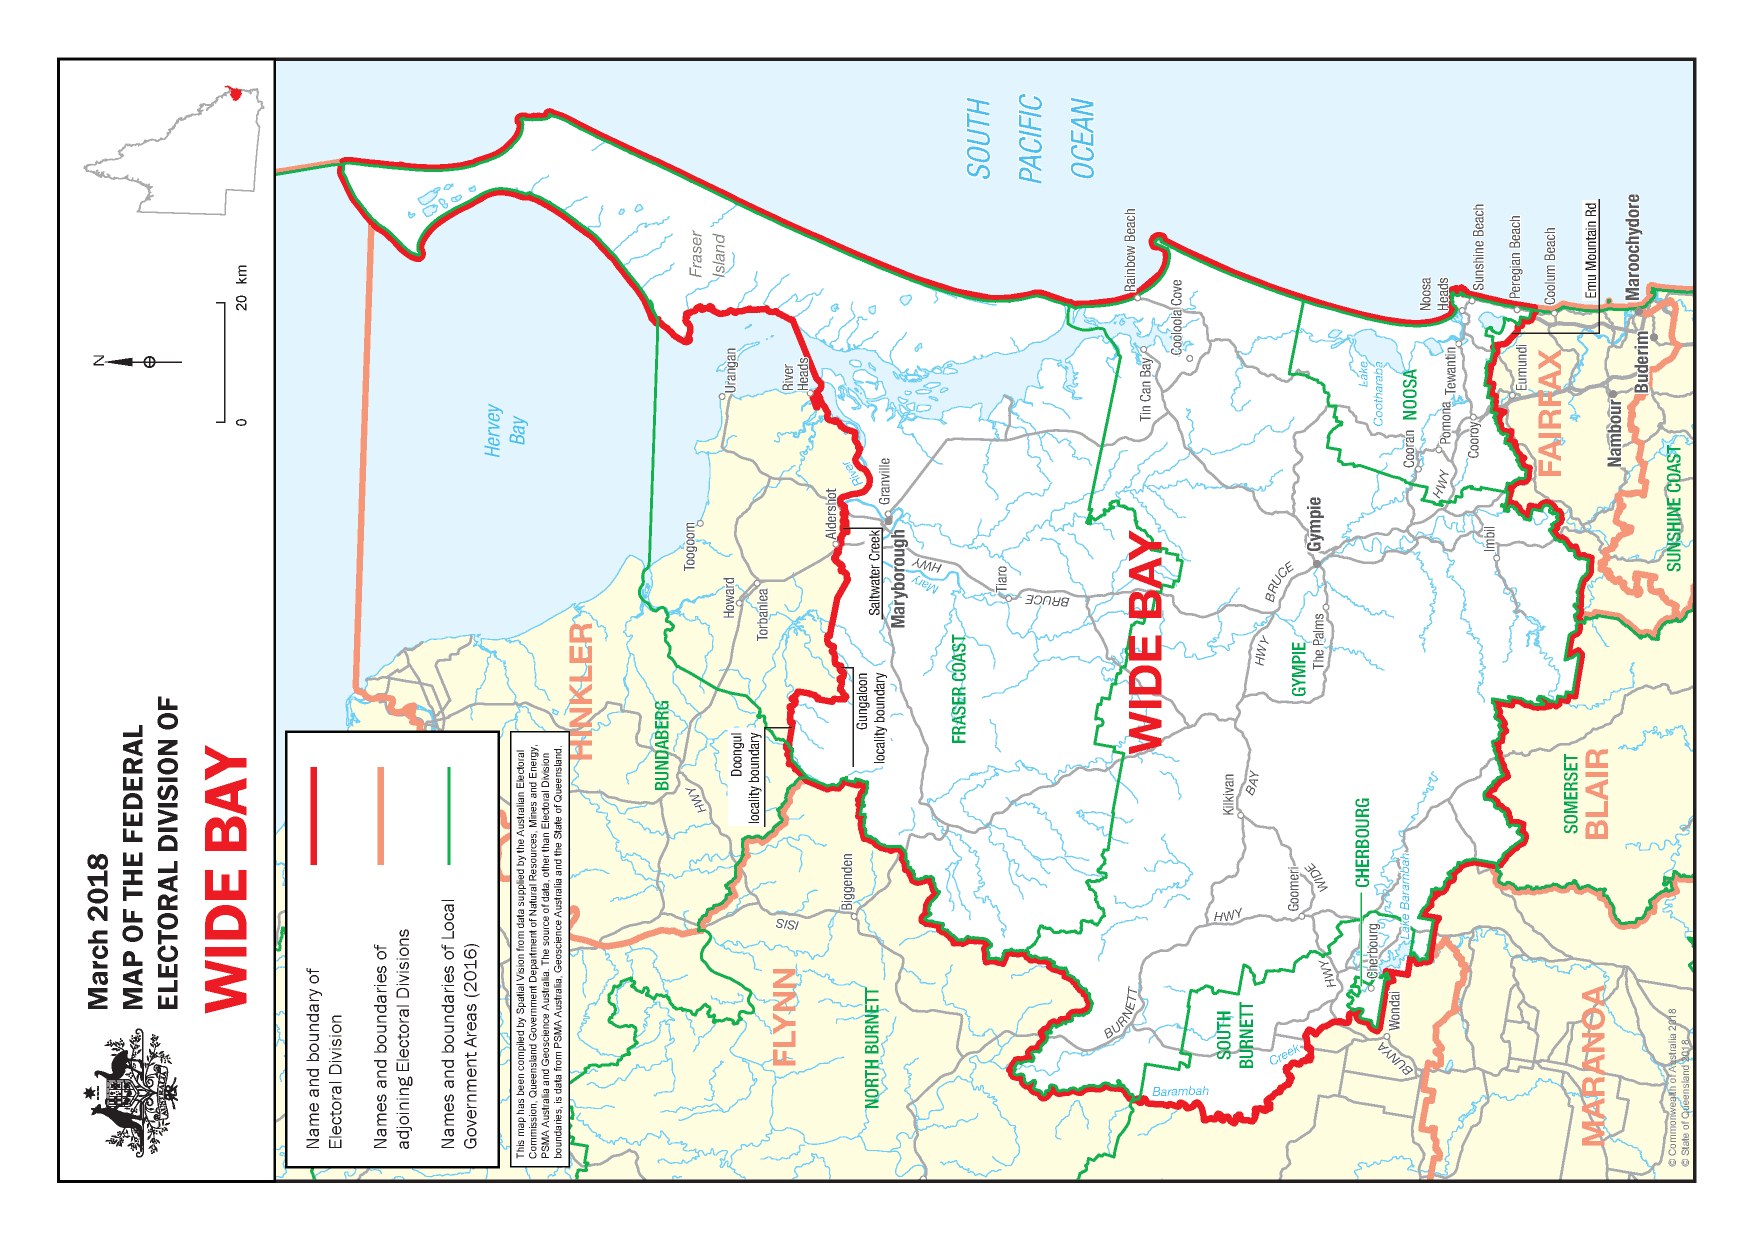 March 2018
MAP OF THE FEDERAL
ELECTORAL DIVISION OF
WIDE BAY
N
0
20 km
Name and boundary of
Electoral Division
Names and boundaries of
adjoining Electoral Divisions
Names and boundaries of Local
Government Areas (2016)
This map has been compiled by Spatial Vision from data supplied by the Australian Electoral
Commission, Queensland Government Department of Natural Resources, Mines and Energy,
PSMA Australia and Geoscience Australia. The source of data, other than Electoral Division
boundaries, is data from PSMA Australia, Geoscience Australia and the State of Queensland.
Hervey
Bay
HINKLER
BUNDABERG
HWY
Toogoom
Howard
Torbanlea
Urangan
River
Heads
Fraser
Island
Aldershot
River
Granville
Saltwater Creek
Maryborough
Mary
HWY
Gungaloon
locality boundary
Doongul
locality boundary
Biggenden
ISIS
FLYNN
NORTH BURNETT
FRASER COAST
Tiaro
BRUCE
SOUTH
PACIFIC
OCEAN
Rainbow Beach
Cooloola Cove
Tin Can Bay
WIDE BAY
BRUCE
HWY
Gympie
GYMPIE
The Palms
Kilkivan
BAY
WIDE
Goomeri
HWY
BURNETT
HWY
SOUTH
BURNETT
Barambah
Creek
CHERBOURG
Cherbourg
Lake Barambah
Wondai
BUNYA
Noosa
Heads
Sunshine Beach
Peregian Beach
Coolum Beach
Emu Mountain Rd
Maroochydore
Lake
Cootharaba
NOOSA
Tewantin
Pomona
Cooran
Cooroy
HWY
Eumundi
FAIRFAX
Nambour
Buderim
SUNSHINE COAST
Imbil
SOMERSET
BLAIR
MARANOA
© Commonwealth of Australia 2018
© State of Queensland 2018